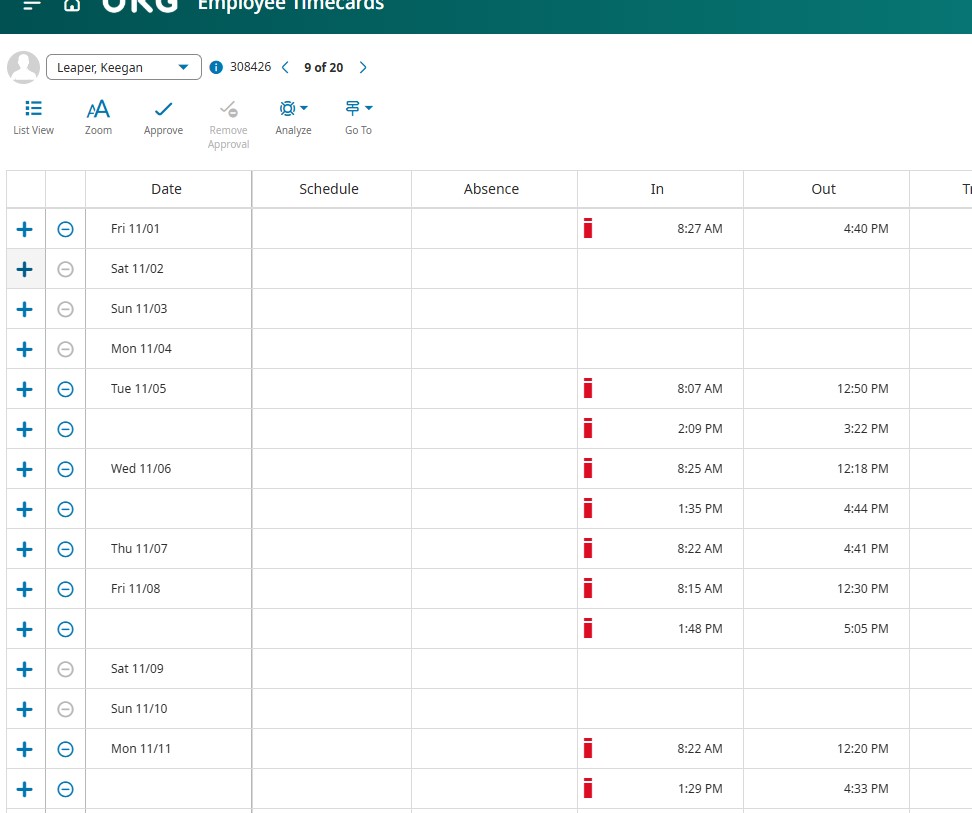 UKG Employee Timecards
Leaper, Keegan 308426 9 of 20
List View Zoom Approve Remove Approval Analyze Go To
Date Schedule Absence In Out
Fri 11/01 8:27 AM 4:40 PM
Sat 11/02
Sun 11/03
Mon 11/04
Tue 11/05 8:07 AM 12:50 PM
2:09 PM 3:22 PM
Wed 11/06 8:25 AM 12:18 PM
1:35 PM 4:44 PM
Thu 11/07 8:22 AM 4:41 PM
Fri 11/08 8:15 AM 12:30 PM
1:48 PM 5:05 PM
Sat 11/09
Sun 11/10
Mon 11/11 8:22 AM 12:20 PM
1:29 PM 4:33 PM